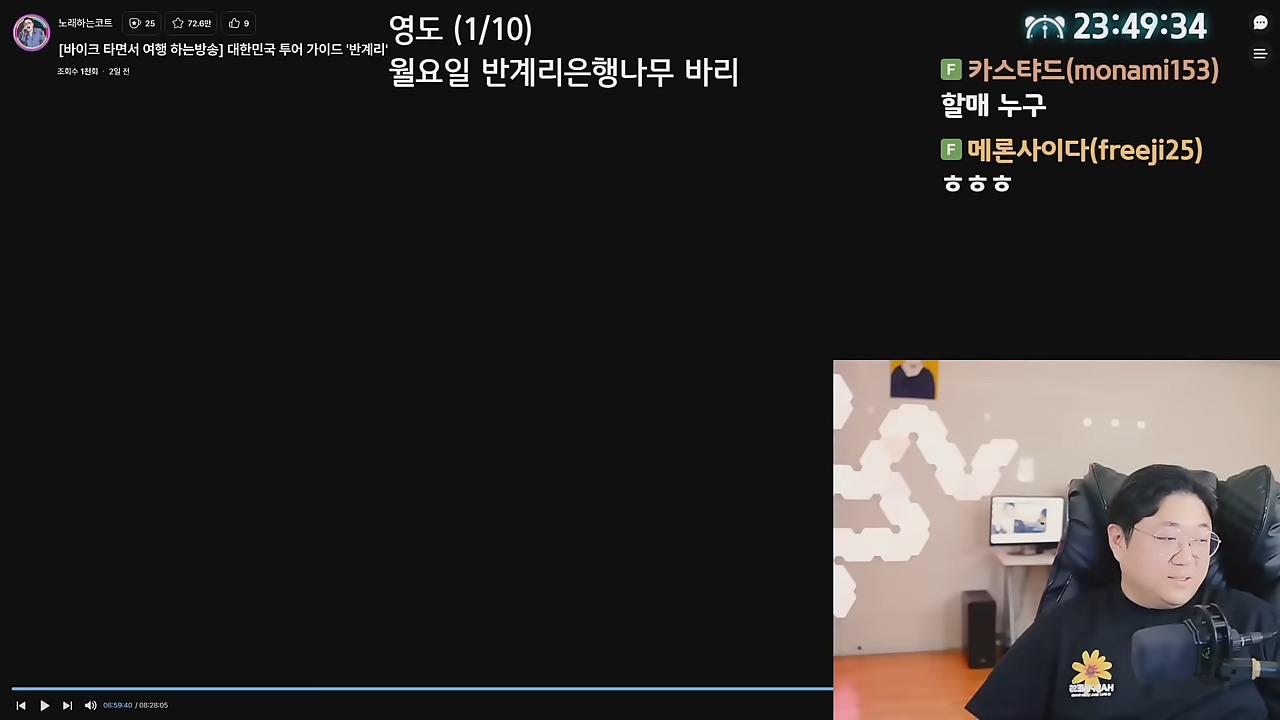 노래하는코트 25 72.6만 9
[바이크 타면서 여행 하는방송] 대한민국 투어 가이드 '반계리'
조회수 1천회 · 2일 전
영도 (1/10)
월요일 반계리은행나무 바리
23:49:34
F 카스탸드(monami153)
할매 누구
F 메론사이다(freeji25)
ㅎㅎㅎ
06:59:40 / 08:28:05